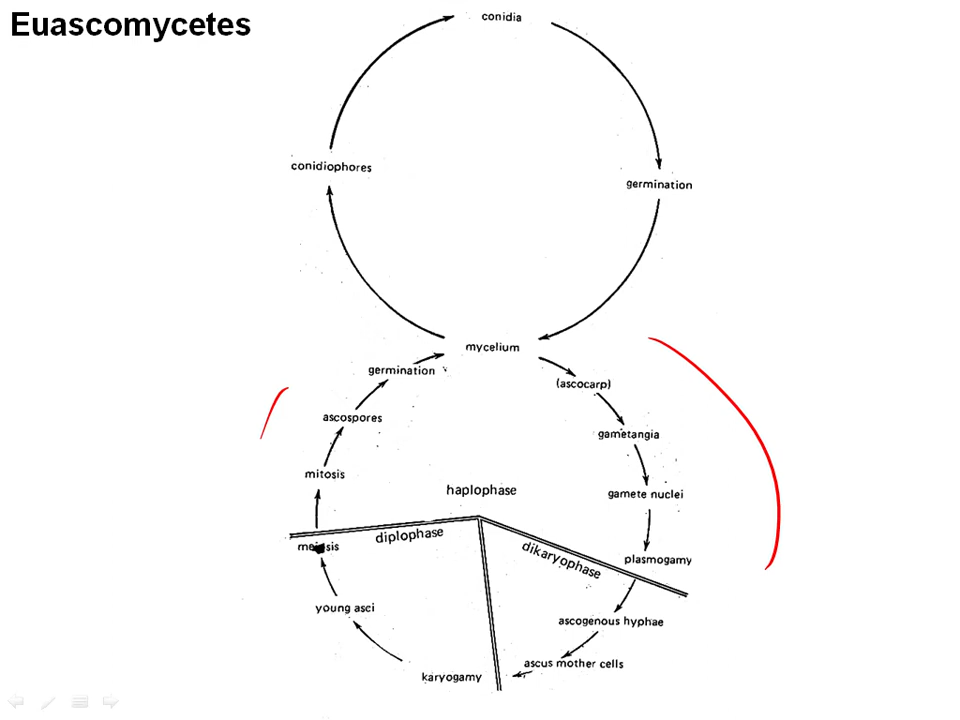 Euascomycetes
conidia
conidiophores
germination
mycelium
germination
(ascocarp)
ascospores
gametangia
mitosis
haplophase
gamete nuclei
diplophase
dikaryophase
plasmogamy
meiosis
young asci
ascogenous hyphae
karyogamy
ascus mother cells